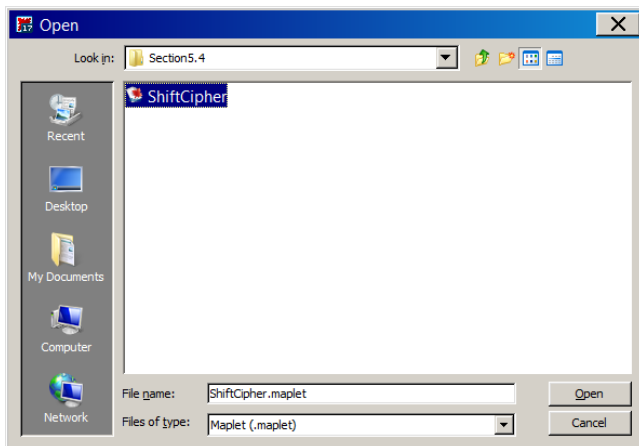 17 Open
Look in: Section5.4
ShiftCipher
Recent
Desktop
My Documents
Computer
Network
File name: ShiftCipher.maplet Open
Files of type: Maplet (.maplet) Cancel